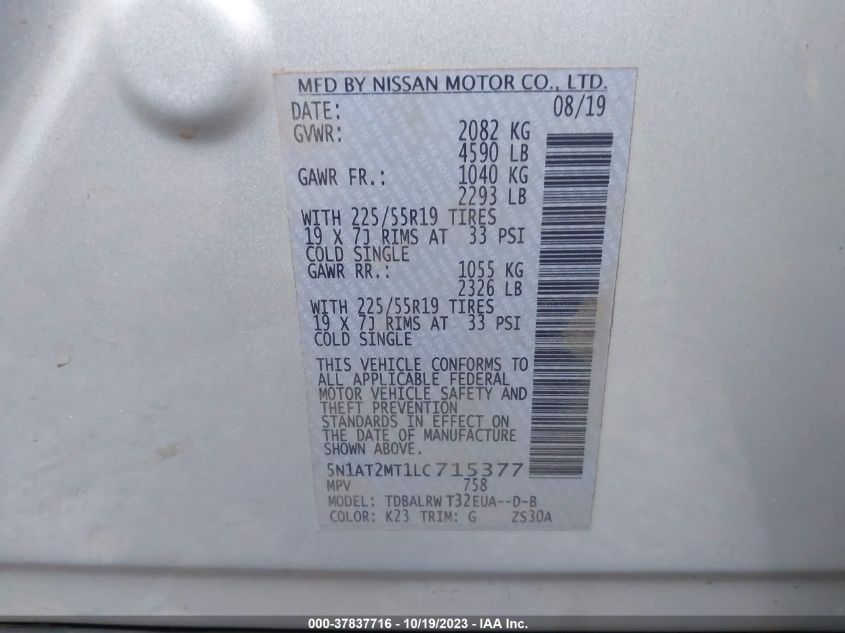 MFD BY NISSAN MOTOR CO., LTD.
DATE: 08/19
GVWR: 2082 KG
4590 LB
GAWR FR.: 1040 KG
2293 LB
WITH 225/55R19 TIRES
19 X 7J RIMS AT 33 PSI
COLD SINGLE
GAWR RR.: 1055 KG
2326 LB
WITH 225/55R19 TIRES
19 X 7J RIMS AT 33 PSI
COLD SINGLE
THIS VEHICLE CONFORMS TO
ALL APPLICABLE FEDERAL
MOTOR VEHICLE SAFETY AND
THEFT PREVENTION
STANDARDS IN EFFECT ON
THE DATE OF MANUFACTURE
SHOWN ABOVE.
5N1AT2MT1LC715377
MPV 758
MODEL: TDBALRW T32EUA--D-B
COLOR: K23 TRIM: G ZS30A
000-37837716 - 10/19/2023 - IAA Inc.